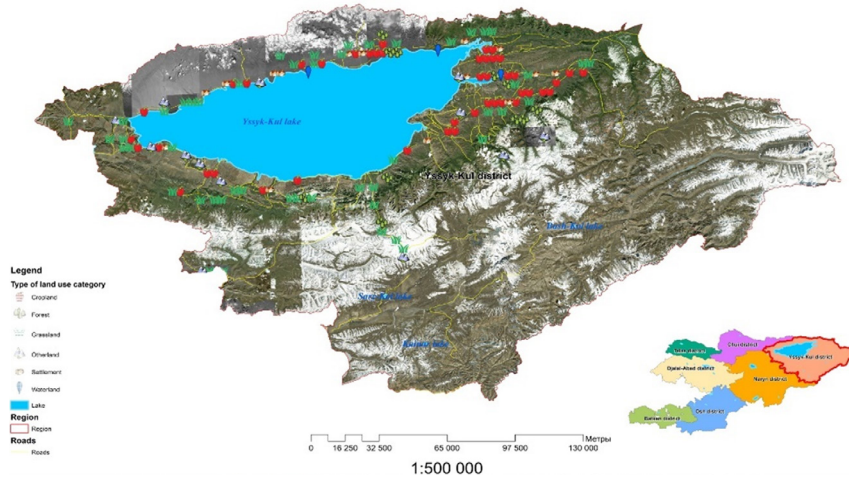 Yssyk-Kul lake
Yssyk-Kul district
Legend
Type of land use category
Cropland
Forest
Grassland
Otherland
Settlement
Waterland
Lake
Region
Region
Roads
Roads
Chui district
Yssyk-Kul district
Djalal-Abad district
Naryn district
Osh district
0 16 250 32 500 65 000 97 500 130 000 Метры
1:500 000